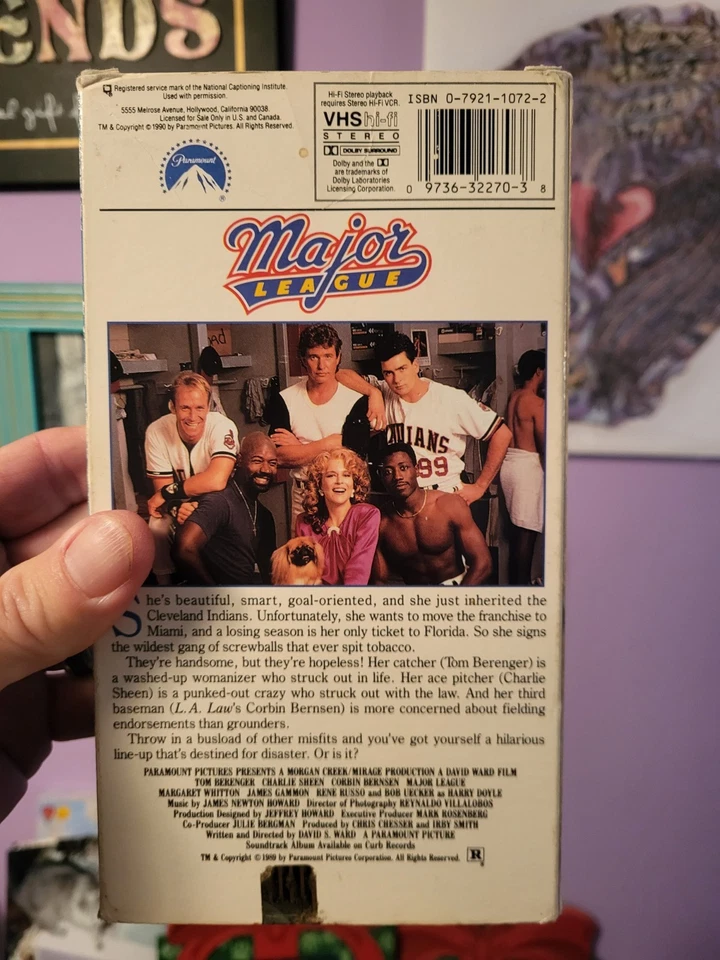 ENDS
® Registered service mark of the National Captioning Institute.
Used with permission.
5555 Melrose Avenue, Hollywood, California 90038.
Licensed for Sale Only in U.S. and Canada.
TM & Copyright © 1990 by Paramount Pictures. All Rights Reserved.
Paramount
®
Hi-Fi Stereo playback
requires Stereo Hi-Fi VCR.
VHS hi-fi
STEREO
DOLBY SURROUND
Dolby and the
are trademarks of
Dolby Laboratories
Licensing Corporation.
ISBN 0-7921-1072-2
0 9736-32270-3 8
Major
LEAGUE
INDIANS
99
She's beautiful, smart, goal-oriented, and she just inherited the
Cleveland Indians. Unfortunately, she wants to move the franchise to
Miami, and a losing season is her only ticket to Florida. So she signs
the wildest gang of screwballs that ever spit tobacco.
They're handsome, but they're hopeless! Her catcher (Tom Berenger) is
a washed-up womanizer who struck out in life. Her ace pitcher (Charlie
Sheen) is a punked-out crazy who struck out with the law. And her third
baseman (L.A. Law's Corbin Bernsen) is more concerned about fielding
endorsements than grounders.
Throw in a busload of other misfits and you've got yourself a hilarious
line-up that's destined for disaster. Or is it?
PARAMOUNT PICTURES PRESENTS A MORGAN CREEK/MIRAGE PRODUCTION A DAVID WARD FILM
TOM BERENGER CHARLIE SHEEN CORBIN BERNSEN MAJOR LEAGUE
MARGARET WHITTON JAMES GAMMON RENE RUSSO and BOB UECKER as HARRY DOYLE
Music by JAMES NEWTON HOWARD Director of Photography REYNALDO VILLALOBOS
Production Designed by JEFFREY HOWARD Executive Producer MARK ROSENBERG
Co-Producer JULIE BERGMAN Produced by CHRIS CHESSER and IRBY SMITH
Written and Directed by DAVID S. WARD A PARAMOUNT PICTURE
Soundtrack Album Available on Curb Records
TM & Copyright © 1989 by Paramount Pictures Corporation. All Rights Reserved.
R